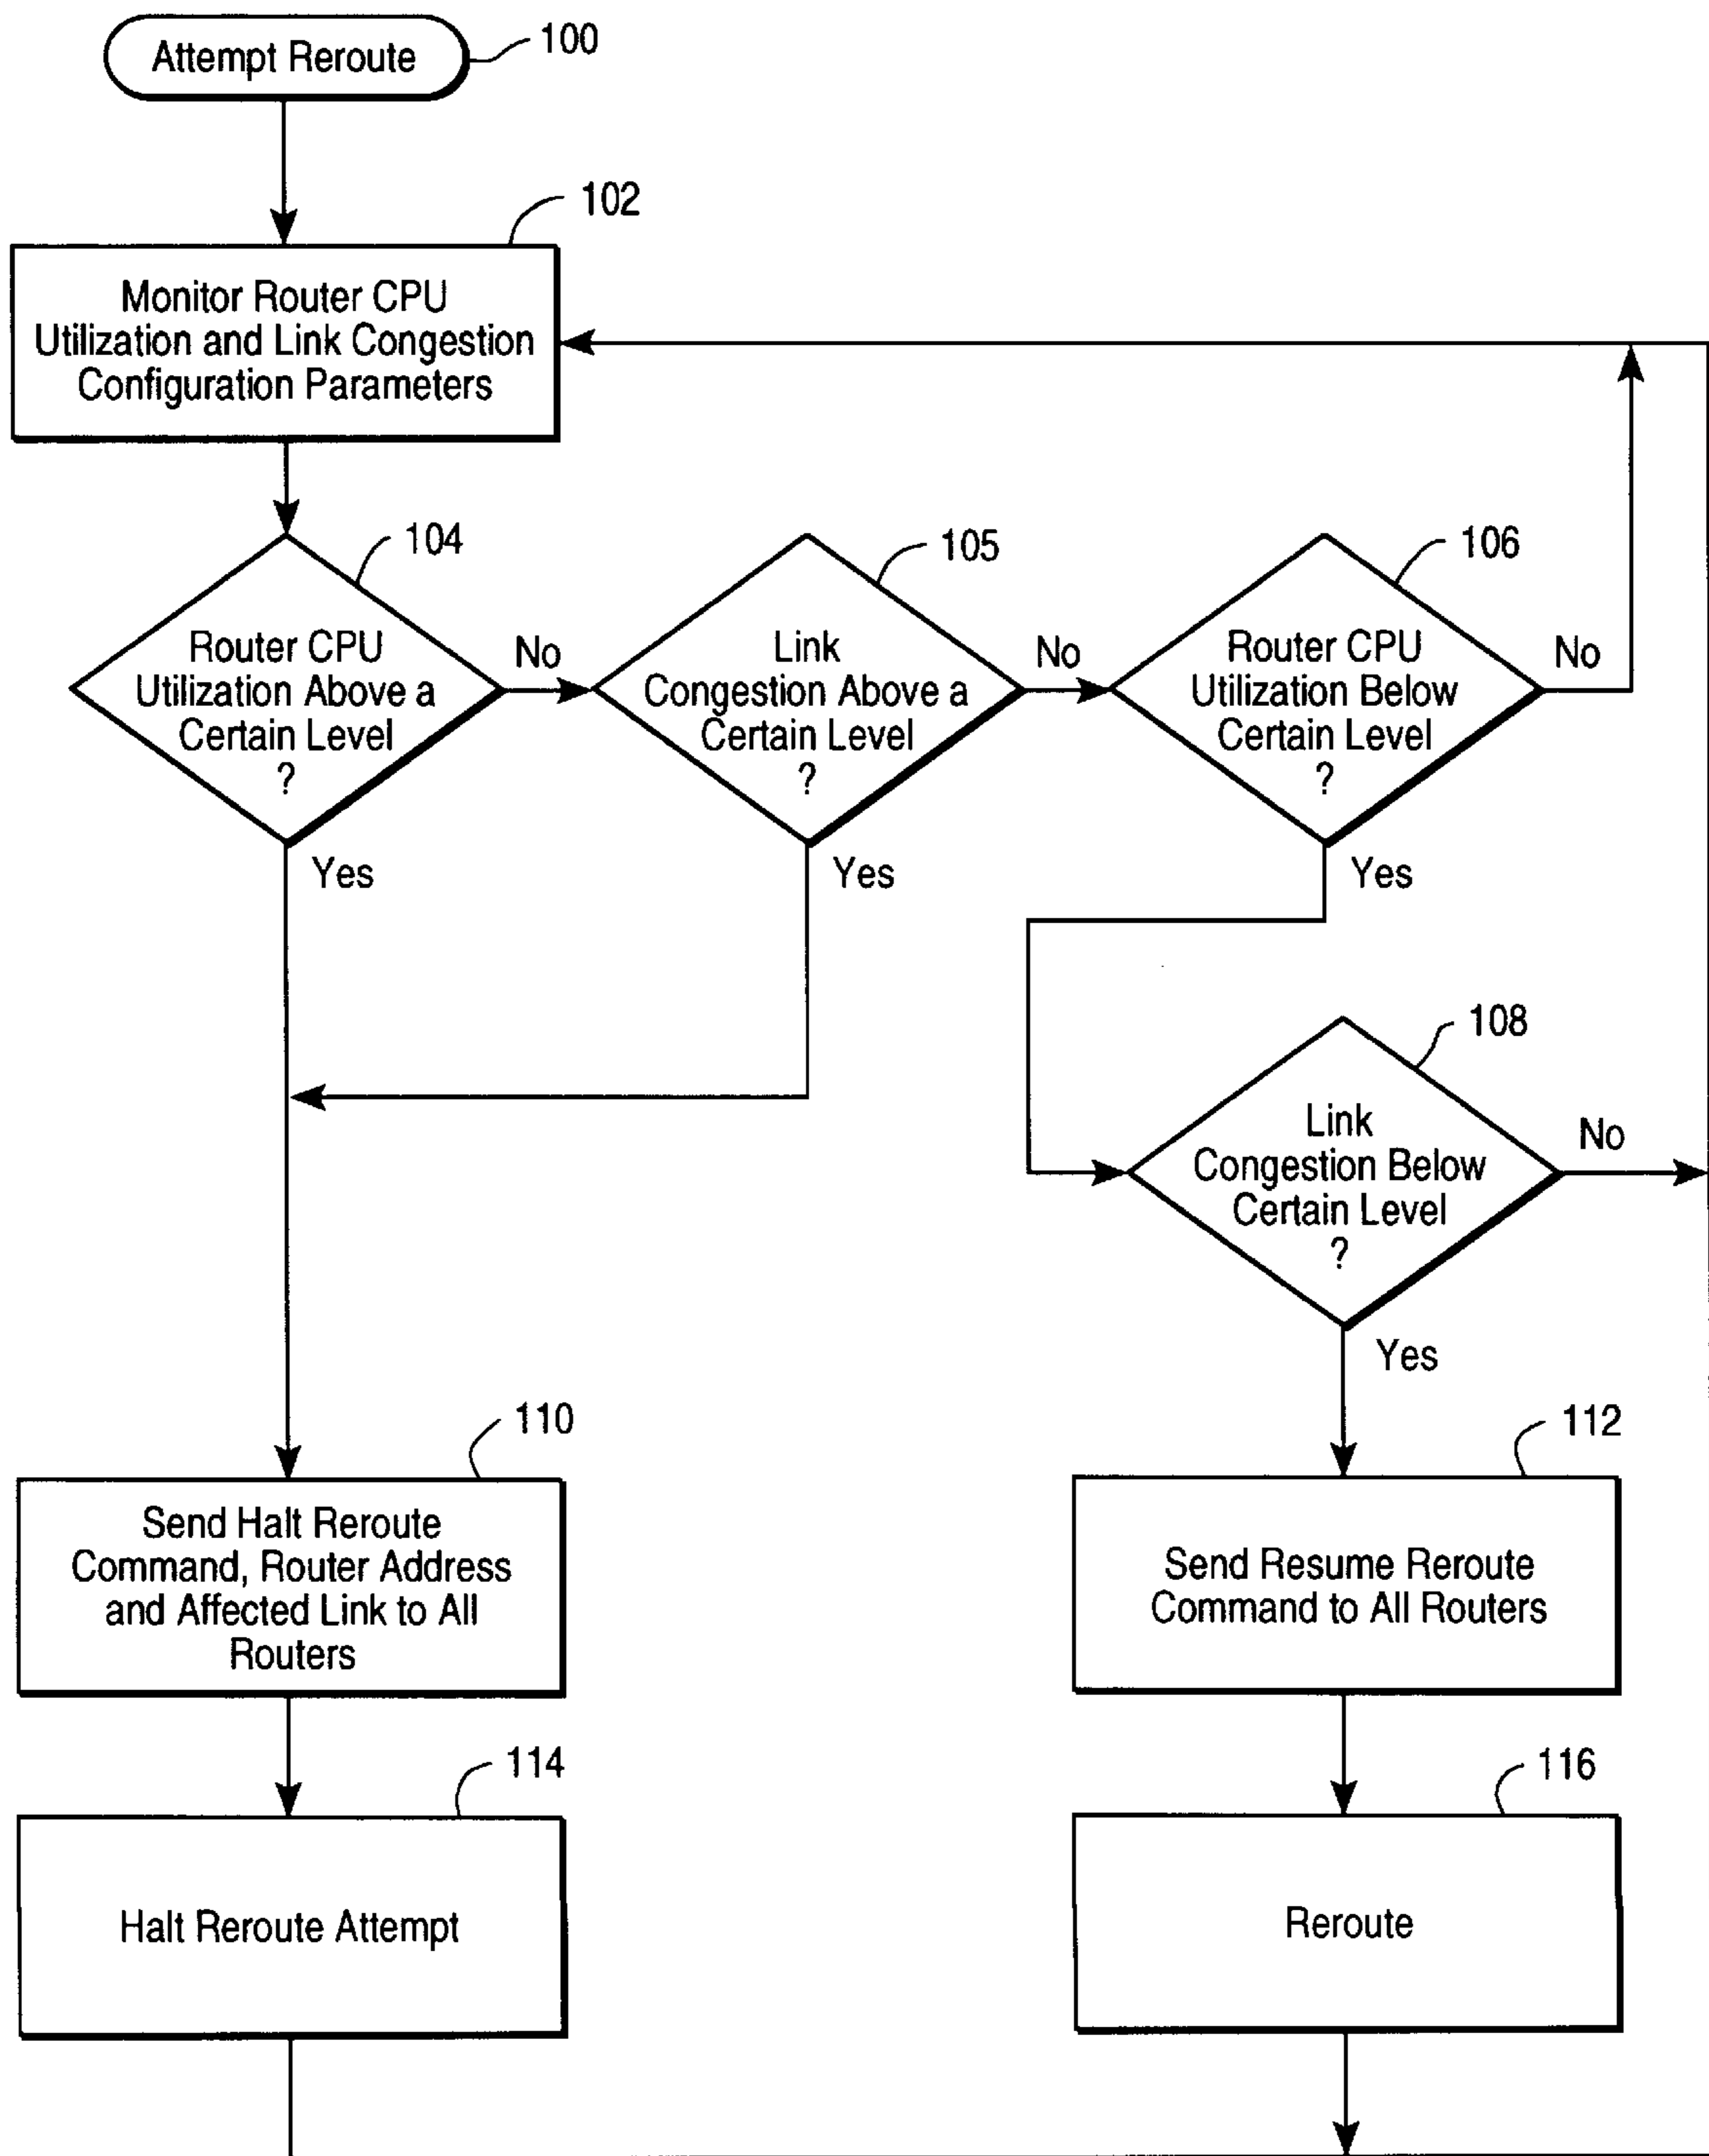 Attempt Reroute
100
102
Monitor Router CPU
Utilization and Link Congestion
Configuration Parameters
104
Router CPU
Utilization Above a
Certain Level
?
No
Yes
105
Link
Congestion Above a
Certain Level
?
No
Yes
106
Router CPU
Utilization Below
Certain Level
?
No
Yes
108
Link
Congestion Below
Certain Level
?
No
Yes
110
Send Halt Reroute
Command, Router Address
and Affected Link to All
Routers
112
Send Resume Reroute
Command to All Routers
114
Halt Reroute Attempt
116
Reroute